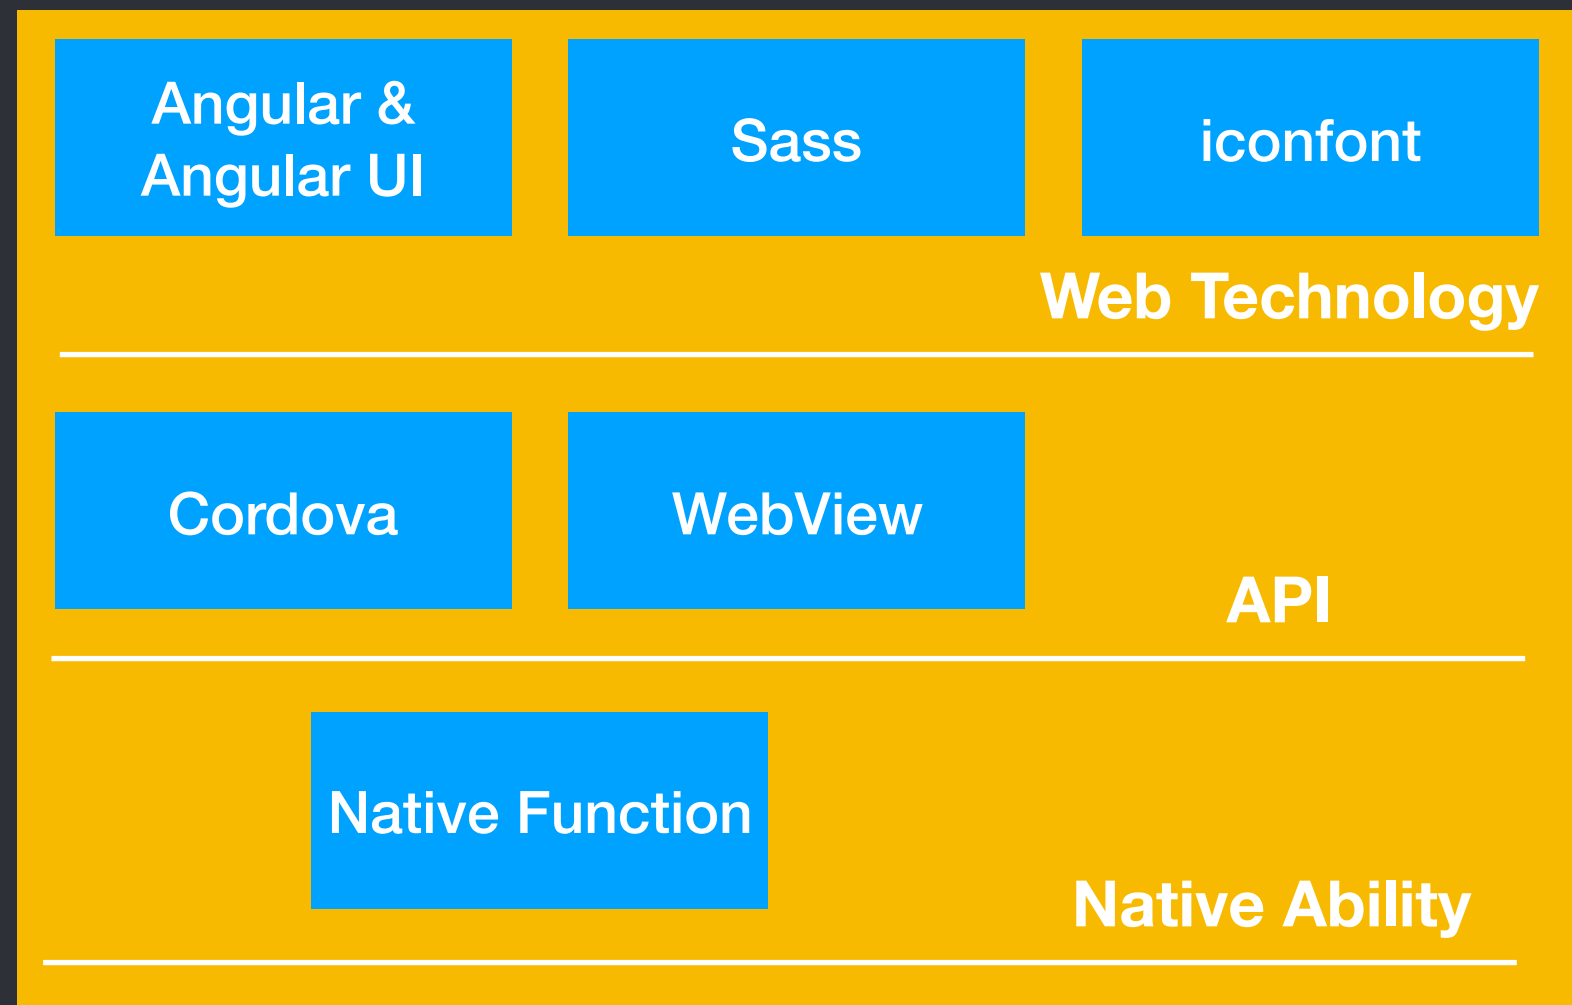 Angular &
Angular UI
Sass
iconfont
Web Technology
Cordova
WebView
API
Native Function
Native Ability